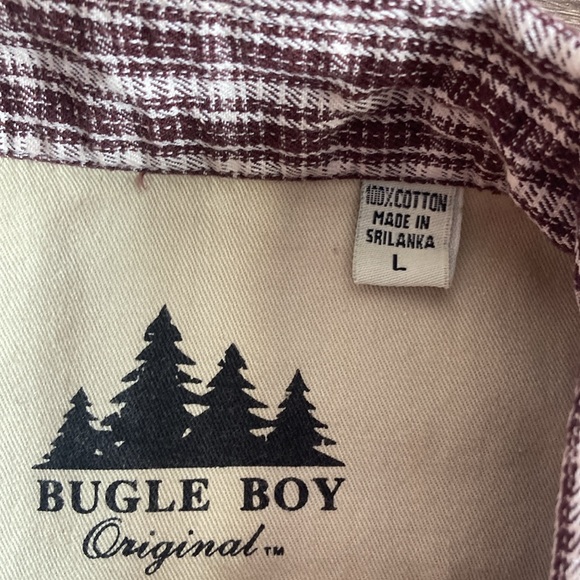 100% COTTON
MADE IN
SRILANKA
L
BUGLE BOY
Original™